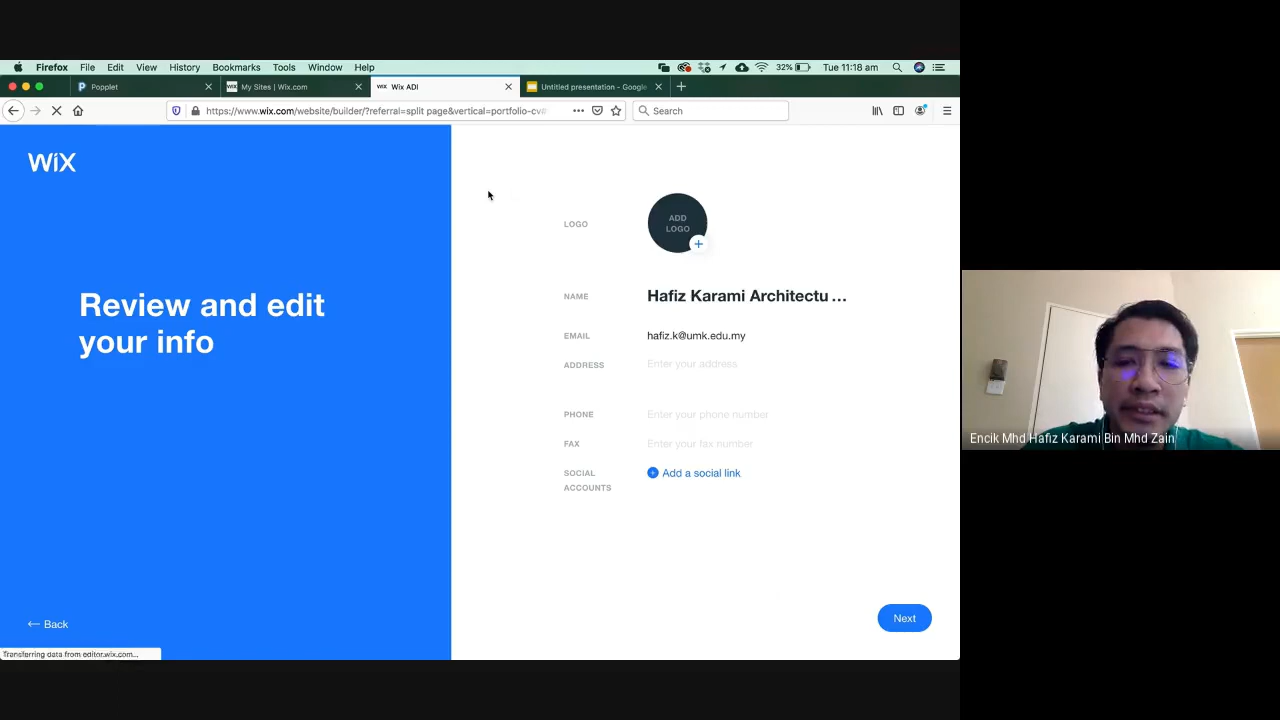 Firefox File Edit View History Bookmarks Tools Window Help 32% Tue 11:18 am
Popplet My Sites | Wix.com Wix ADI Untitled presentation - Google
https://www.wix.com/website/builder/?referral=split page&vertical=portfolio-cv# Search
WiX
Review and edit
your info
LOGO ADD
LOGO
NAME Hafiz Karami Architectu ...
EMAIL hafiz.k@umk.edu.my
ADDRESS Enter your address
PHONE Enter your phone number
FAX Enter your fax number
SOCIAL
ACCOUNTS Add a social link
Back
Next
Transferring data from editor.wix.com...
Encik Mhd Hafiz Karami Bin Mhd Zain